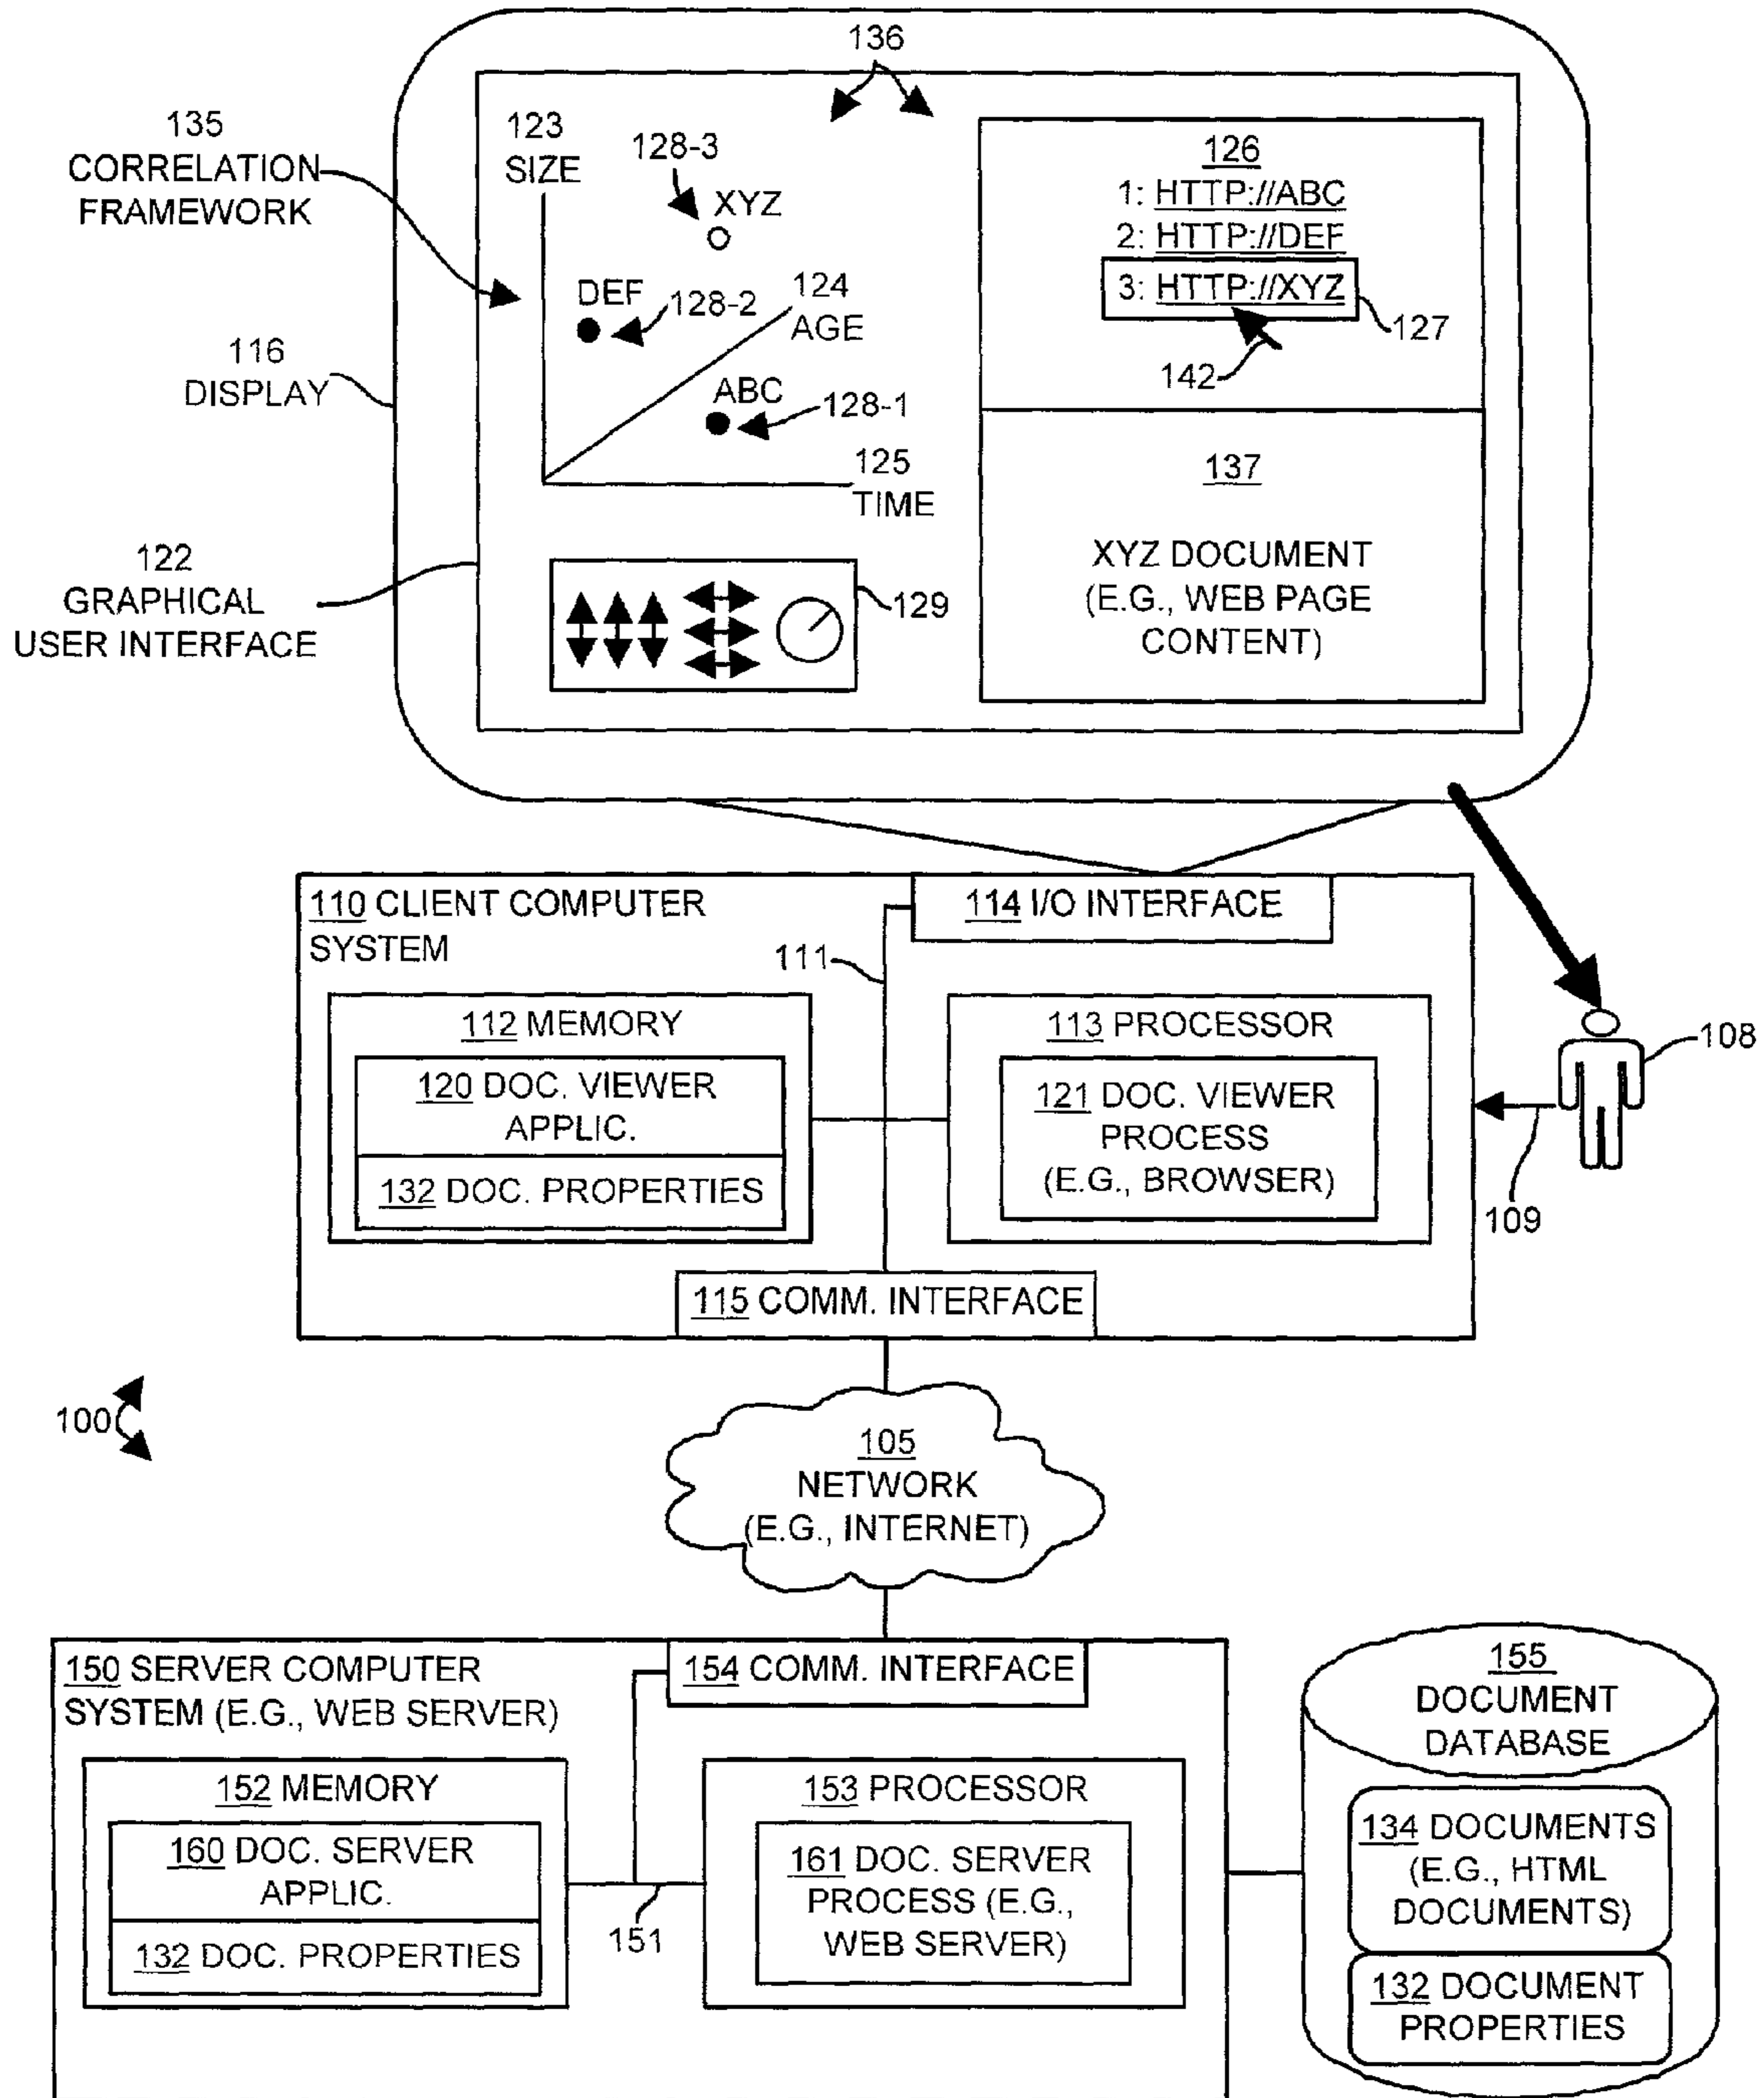 136
135
CORRELATION
FRAMEWORK
123
SIZE
128-3
XYZ
DEF
128-2
124
AGE
ABC
128-1
125
TIME
126
1: HTTP://ABC
2: HTTP://DEF
3: HTTP://XYZ
127
142
116
DISPLAY
137
XYZ DOCUMENT
(E.G., WEB PAGE
CONTENT)
122
GRAPHICAL
USER INTERFACE
129
110 CLIENT COMPUTER
SYSTEM
114 I/O INTERFACE
111
112 MEMORY
120 DOC. VIEWER
APPLIC.
132 DOC. PROPERTIES
113 PROCESSOR
121 DOC. VIEWER
PROCESS
(E.G., BROWSER)
108
109
115 COMM. INTERFACE
100
105
NETWORK
(E.G., INTERNET)
150 SERVER COMPUTER
SYSTEM (E.G., WEB SERVER)
154 COMM. INTERFACE
152 MEMORY
160 DOC. SERVER
APPLIC.
132 DOC. PROPERTIES
151
153 PROCESSOR
161 DOC. SERVER
PROCESS (E.G.,
WEB SERVER)
155
DOCUMENT
DATABASE
134 DOCUMENTS
(E.G., HTML
DOCUMENTS)
132 DOCUMENT
PROPERTIES